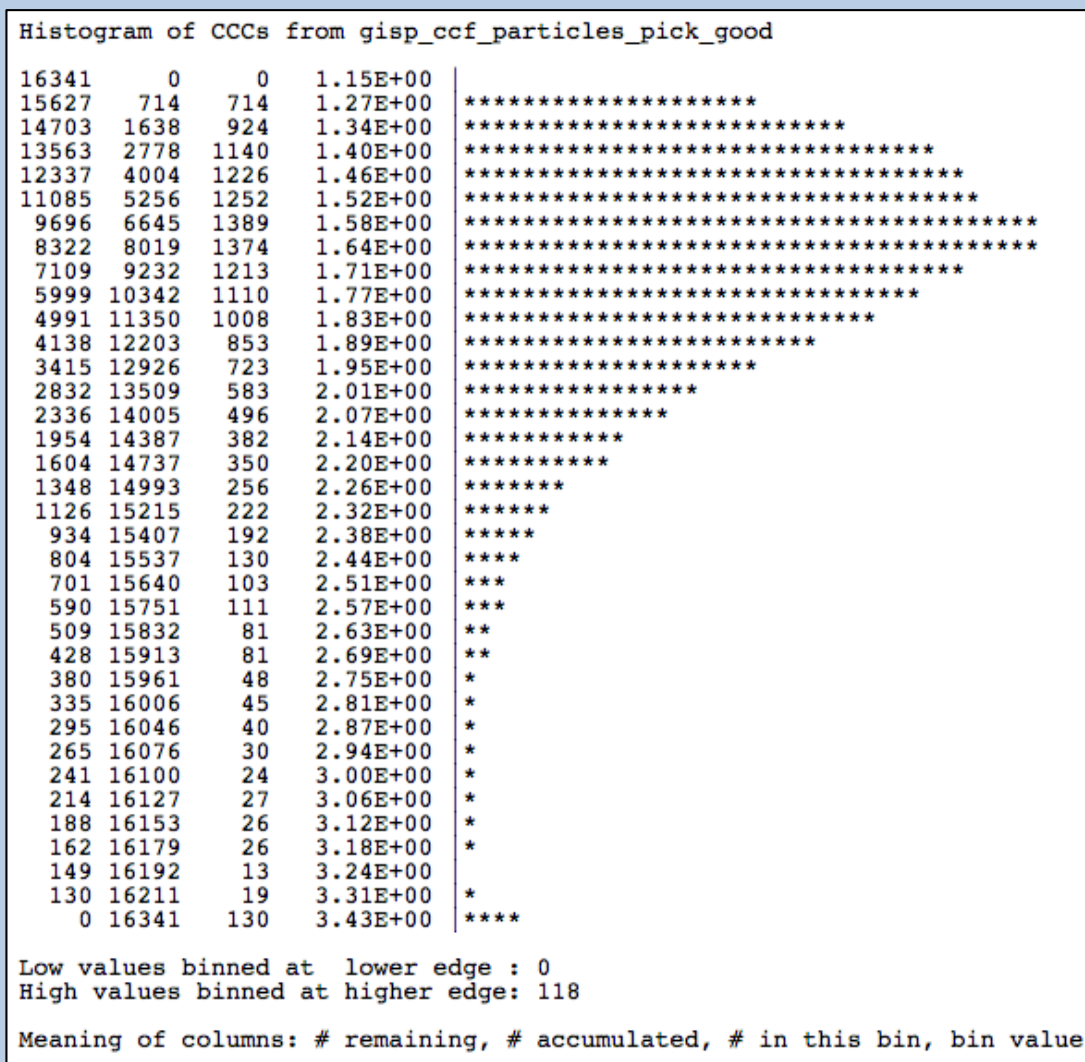 Histogram of CCCs from gisp_ccf_particles_pick_good
16341 0 0 1.15E+00 |
15627 714 714 1.27E+00 |********************
14703 1638 924 1.34E+00 |**************************
13563 2778 1140 1.40E+00 |********************************
12337 4004 1226 1.46E+00 |**********************************
11085 5256 1252 1.52E+00 |***********************************
9696 6645 1389 1.58E+00 |***************************************
8322 8019 1374 1.64E+00 |***************************************
7109 9232 1213 1.71E+00 |**********************************
5999 10342 1110 1.77E+00 |*******************************
4991 11350 1008 1.83E+00 |****************************
4138 12203 853 1.89E+00 |************************
3415 12926 723 1.95E+00 |********************
2832 13509 583 2.01E+00 |****************
2336 14005 496 2.07E+00 |**************
1954 14387 382 2.14E+00 |***********
1604 14737 350 2.20E+00 |**********
1348 14993 256 2.26E+00 |*******
1126 15215 222 2.32E+00 |******
934 15407 192 2.38E+00 |*****
804 15537 130 2.44E+00 |****
701 15640 103 2.51E+00 |***
590 15751 111 2.57E+00 |***
509 15832 81 2.63E+00 |**
428 15913 81 2.69E+00 |**
380 15961 48 2.75E+00 |*
335 16006 45 2.81E+00 |*
295 16046 40 2.87E+00 |*
265 16076 30 2.94E+00 |*
241 16100 24 3.00E+00 |*
214 16127 27 3.06E+00 |*
188 16153 26 3.12E+00 |*
162 16179 26 3.18E+00 |*
149 16192 13 3.24E+00 |
130 16211 19 3.31E+00 |*
0 16341 130 3.43E+00 |****
Low values binned at  lower edge : 0
High values binned at higher edge: 118
Meaning of columns: # remaining, # accumulated, # in this bin, bin value